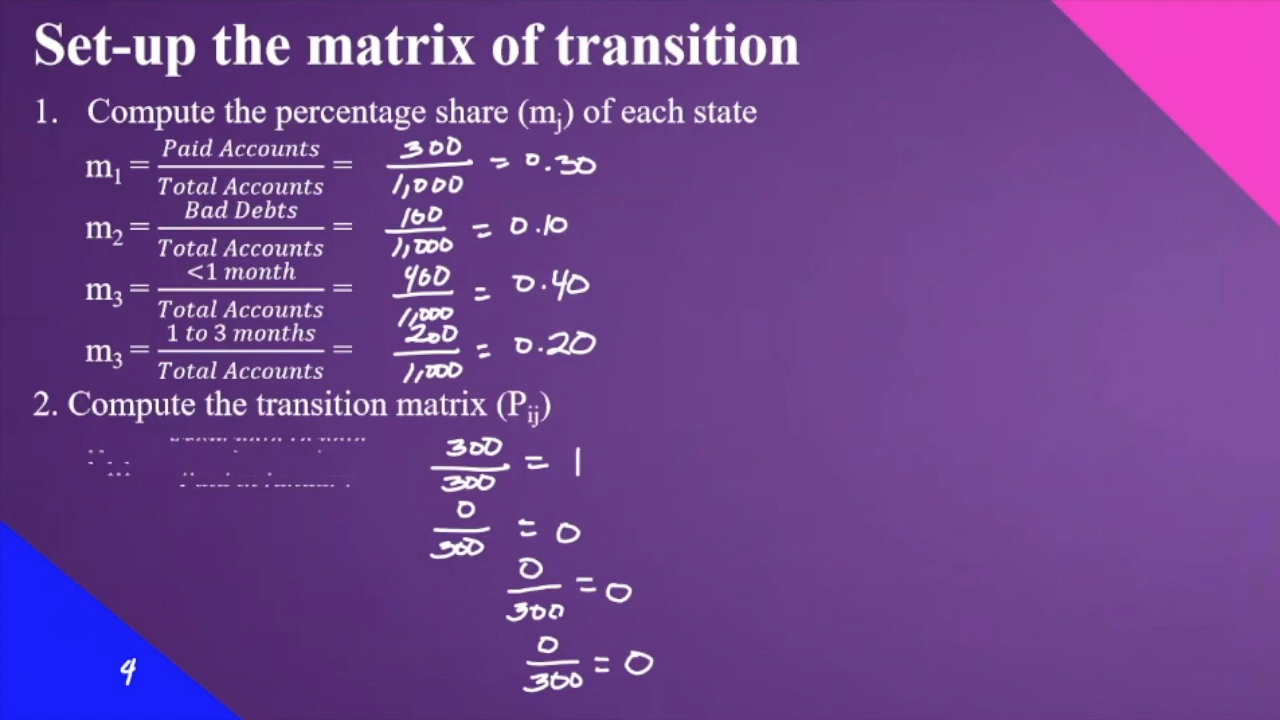 Set-up the matrix of transition
1. Compute the percentage share (mj) of each state
m1 = Paid Accounts / Total Accounts = 300 / 1,000 = 0.30
m2 = Bad Debts / Total Accounts = 100 / 1,000 = 0.10
m3 = <1 month / Total Accounts = 400 / 1,000 = 0.40
m3 = 1 to 3 months / Total Accounts = 200 / 1,000 = 0.20
2. Compute the transition matrix (Pij)
300 / 300 = 1
0 / 300 = 0
0 / 300 = 0
0 / 300 = 0
4